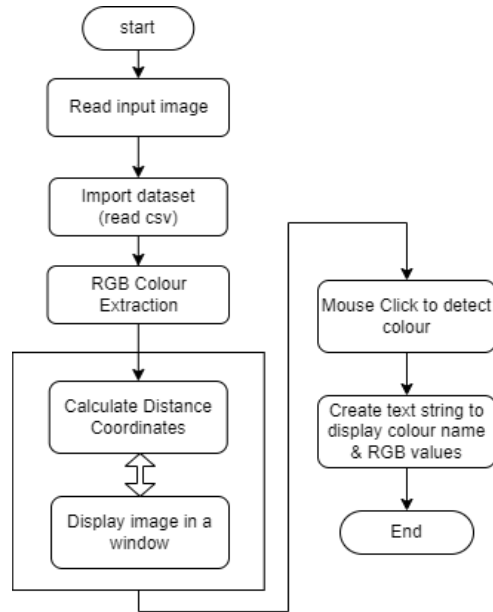 start
Read input image
Import dataset
(read csv)
RGB Colour
Extraction
Calculate Distance
Coordinates
Display image in a
window
Mouse Click to detect
colour
Create text string to
display colour name
& RGB values
End